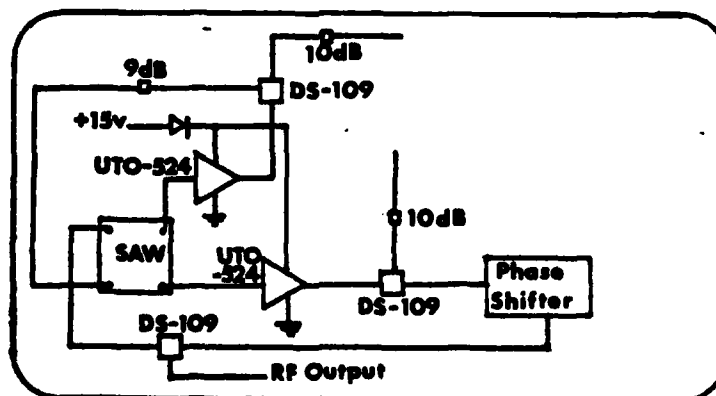 10dB
9dB
DS-109
+15v
UTO-524
10dB
SAW
UTO
-524
Phase
Shifter
DS-109
DS-109
RF Output